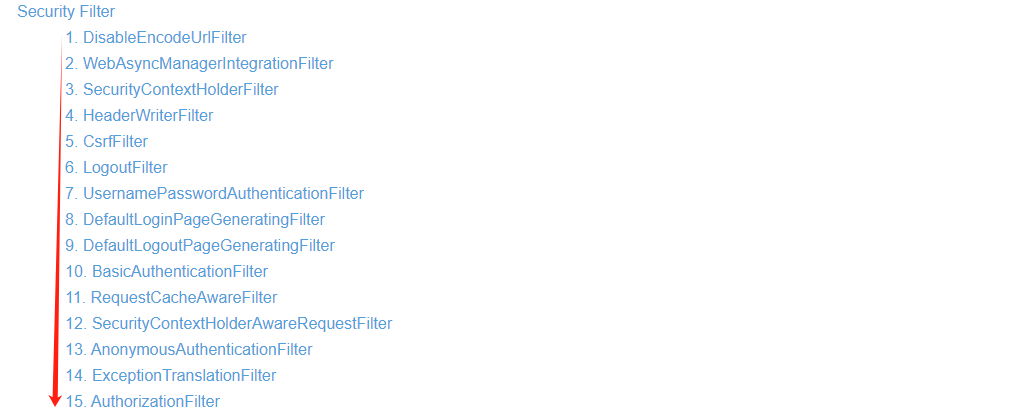 Security Filter
1. DisableEncodeUrlFilter
2. WebAsyncManagerIntegrationFilter
3. SecurityContextHolderFilter
4. HeaderWriterFilter
5. CsrfFilter
6. LogoutFilter
7. UsernamePasswordAuthenticationFilter
8. DefaultLoginPageGeneratingFilter
9. DefaultLogoutPageGeneratingFilter
10. BasicAuthenticationFilter
11. RequestCacheAwareFilter
12. SecurityContextHolderAwareRequestFilter
13. AnonymousAuthenticationFilter
14. ExceptionTranslationFilter
15. AuthorizationFilter